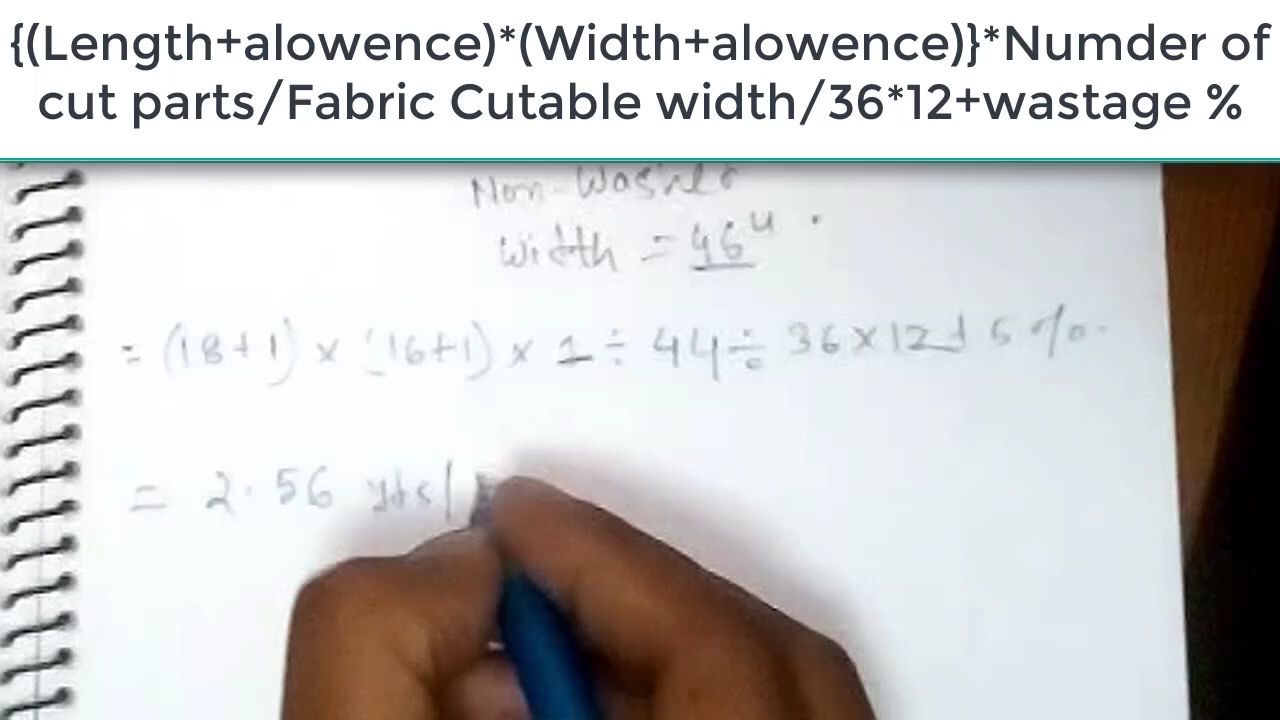 {(Length+alowence)*(Width+alowence)}*Numder of
cut parts/Fabric Cutable width/36*12+wastage %
Non-Washed
Width = 46"
= (18+1) × (16+1) × 1 ÷ 44 ÷ 36×12+5%
= 2.56 yds/